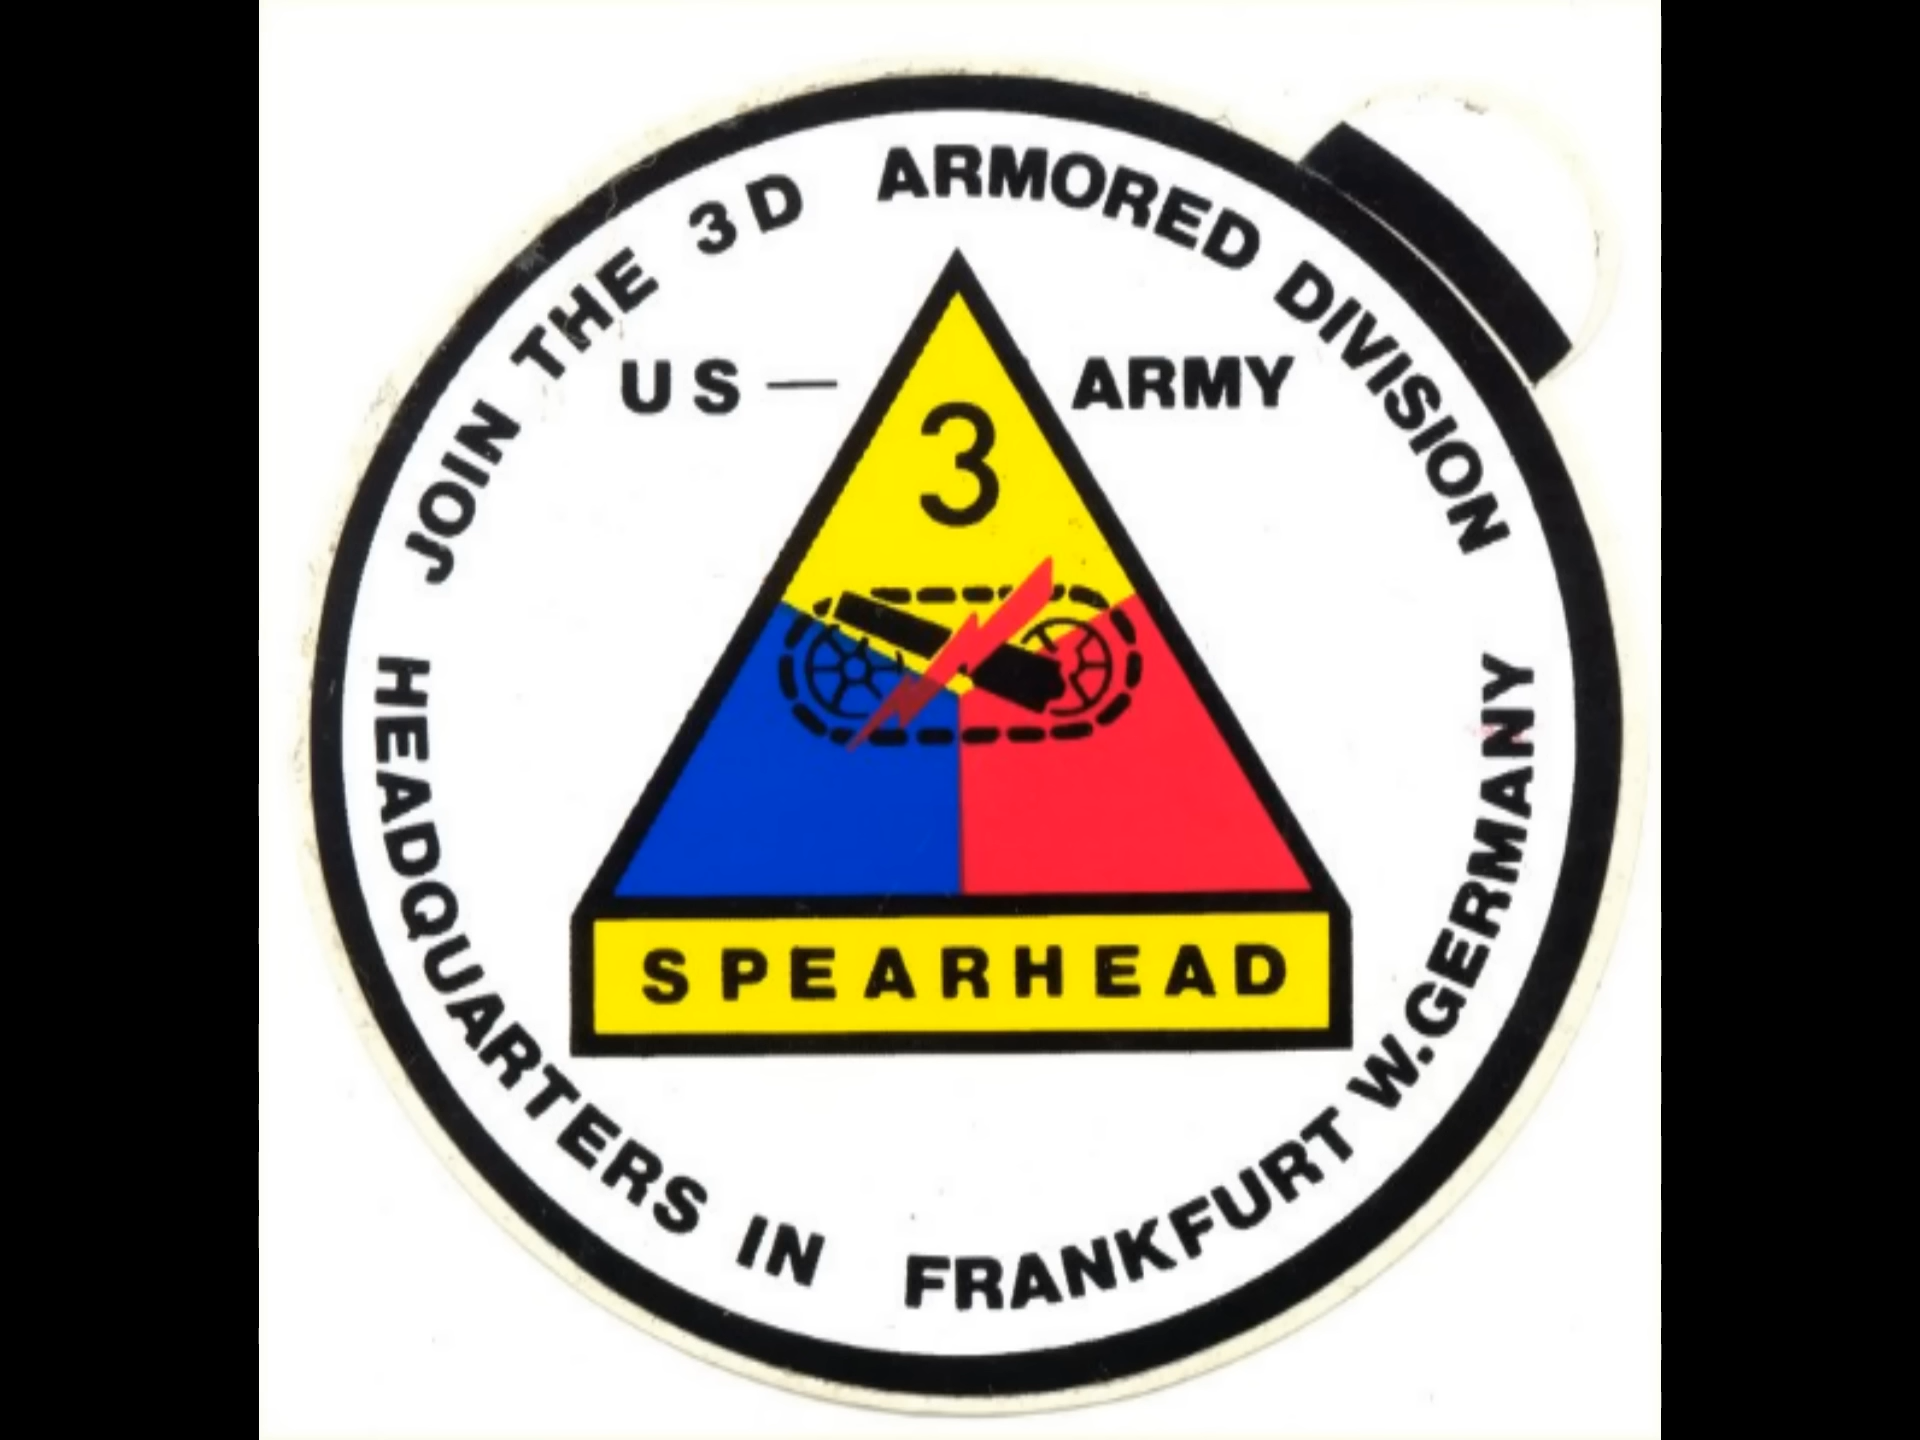 JOIN THE 3D ARMORED DIVISION
US — ARMY
3
SPEARHEAD
HEADQUARTERS IN FRANKFURT W.GERMANY